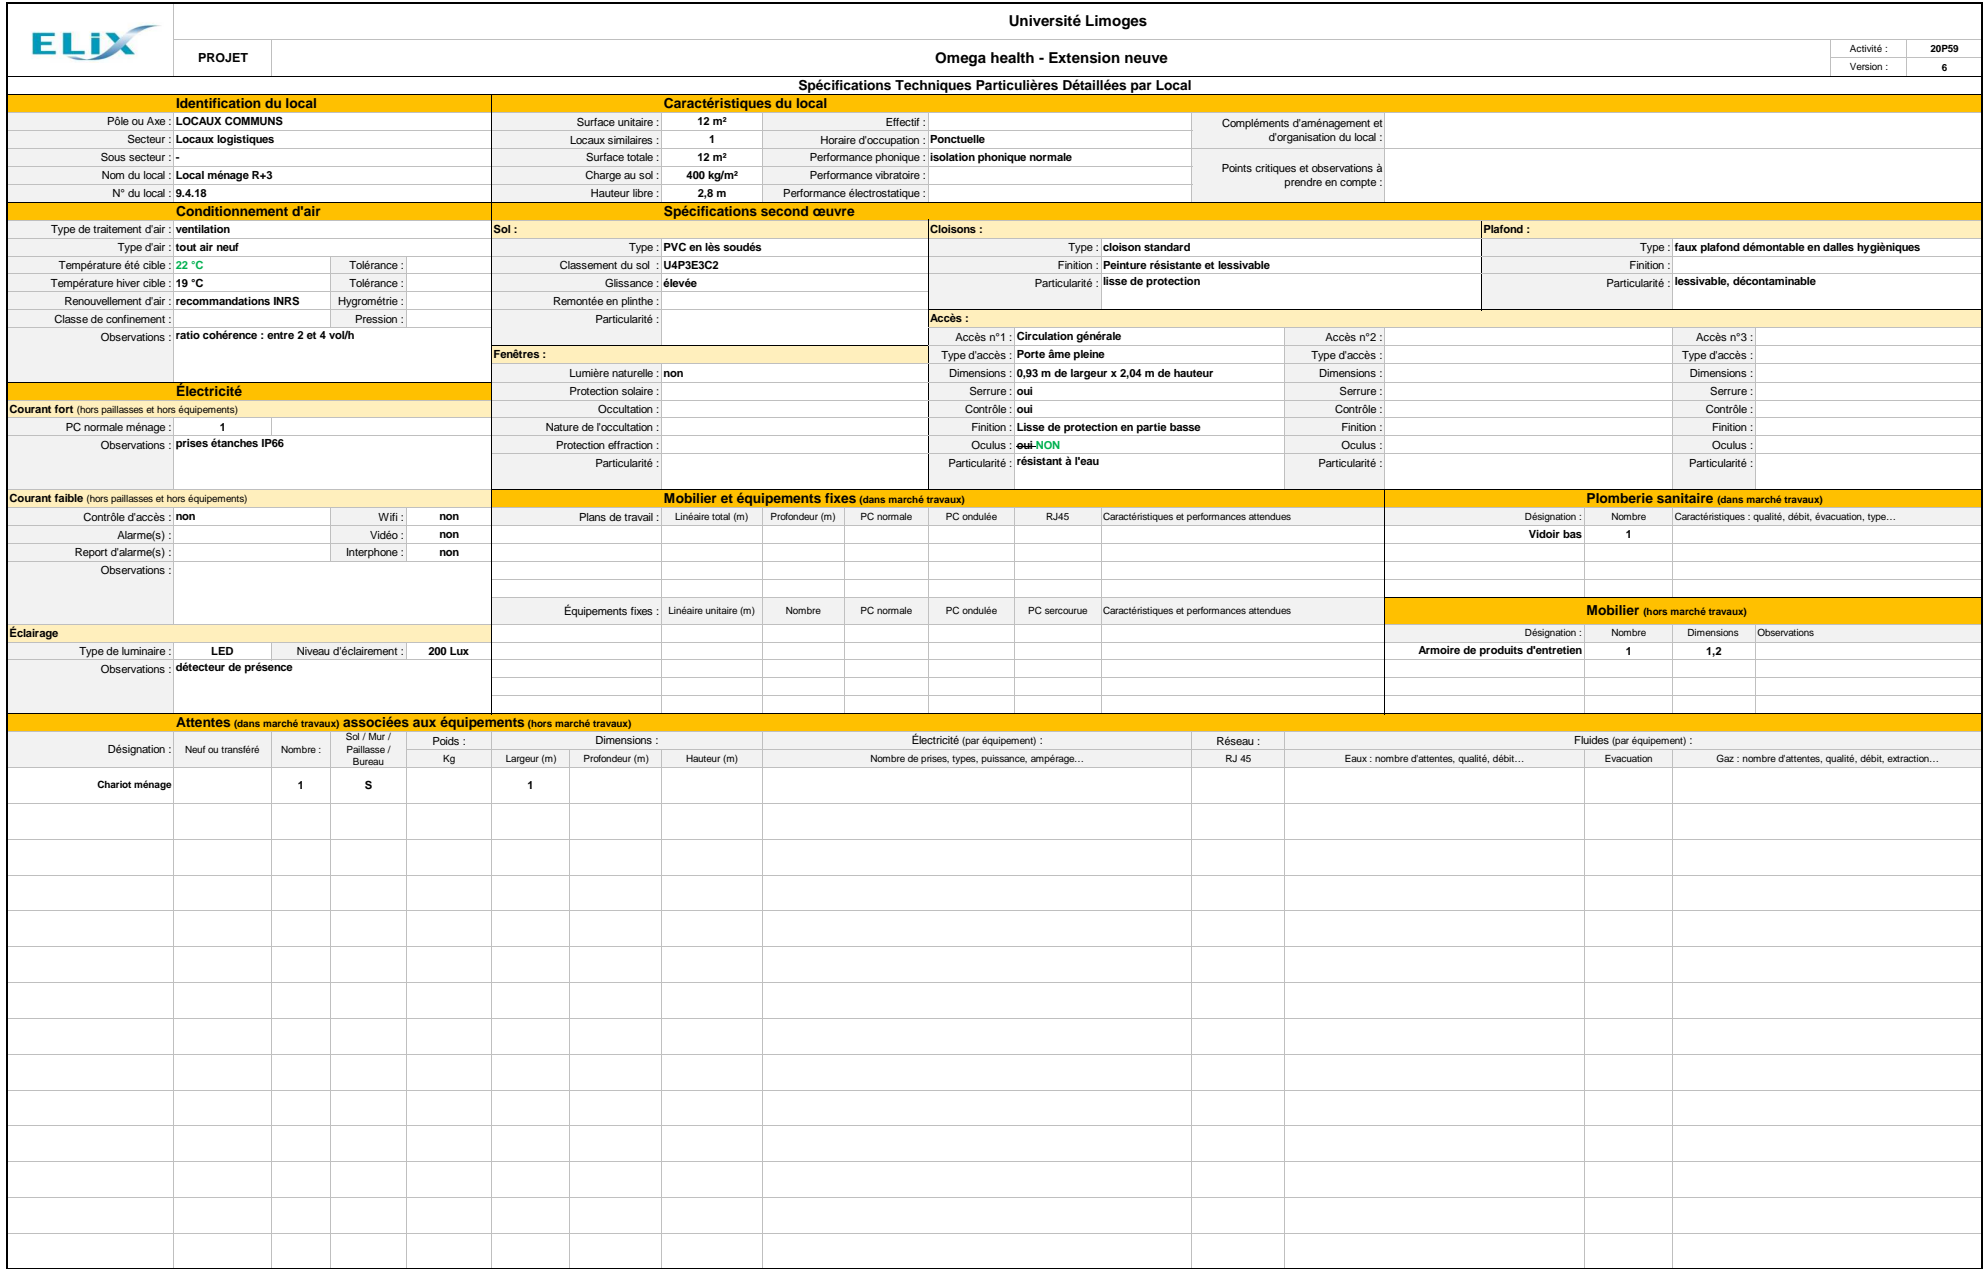 ELiX
Université Limoges
PROJET
Omega health - Extension neuve
Activité : 20P59
Version : 6
Spécifications Techniques Particulières Détaillées par Local
Identification du local
Pôle ou Axe : LOCAUX COMMUNS
Secteur : Locaux logistiques
Sous secteur : -
Nom du local : Local ménage R+3
N° du local : 9.4.18
Caractéristiques du local
Surface unitaire : 12 m² Effectif :
Locaux similaires : 1 Horaire d'occupation : Ponctuelle
Surface totale : 12 m² Performance phonique : isolation phonique normale
Charge au sol : 400 kg/m² Performance vibratoire :
Hauteur libre : 2,8 m Performance électrostatique :
Compléments d'aménagement et
d'organisation du local :
Points critiques et observations à
prendre en compte :
Conditionnement d'air
Type de traitement d'air : ventilation
Type d'air : tout air neuf
Température été cible : 22 °C Tolérance :
Température hiver cible : 19 °C Tolérance :
Renouvellement d'air : recommandations INRS Hygrométrie :
Classe de confinement : Pression :
Observations : ratio cohérence : entre 2 et 4 vol/h
Spécifications second œuvre
Sol :
Type : PVC en lès soudés
Classement du sol : U4P3E3C2
Glissance : élevée
Remontée en plinthe :
Particularité :
Cloisons :
Type : cloison standard
Finition : Peinture résistante et lessivable
Particularité : lisse de protection
Plafond :
Type : faux plafond démontable en dalles hygièniques
Finition :
Particularité : lessivable, décontaminable
Fenêtres :
Lumière naturelle : non
Protection solaire :
Occultation :
Nature de l'occultation :
Protection effraction :
Particularité :
Accès :
Accès n°1 : Circulation générale Accès n°2 : Accès n°3 :
Type d'accès : Porte âme pleine Type d'accès : Type d'accès :
Dimensions : 0,93 m de largeur x 2,04 m de hauteur Dimensions : Dimensions :
Serrure : oui Serrure : Serrure :
Contrôle : oui Contrôle : Contrôle :
Finition : Lisse de protection en partie basse Finition : Finition :
Oculus : oui NON Oculus : Oculus :
Particularité : résistant à l'eau Particularité : Particularité :
Électricité
Courant fort (hors paillasses et hors équipements)
PC normale ménage : 1
Observations : prises étanches IP66
Courant faible (hors paillasses et hors équipements)
Contrôle d'accès : non Wifi : non
Alarme(s) : Vidéo : non
Report d'alarme(s) : Interphone : non
Observations :
Éclairage
Type de luminaire : LED Niveau d'éclairement : 200 Lux
Observations : détecteur de présence
Mobilier et équipements fixes (dans marché travaux)
Plans de travail : Linéaire total (m) Profondeur (m) PC normale PC ondulée RJ45 Caractéristiques et performances attendues
Équipements fixes : Linéaire unitaire (m) Nombre PC normale PC ondulée PC sercourue Caractéristiques et performances attendues
Plomberie sanitaire (dans marché travaux)
Désignation : Nombre Caractéristiques : qualité, débit, évacuation, type…
Vidoir bas 1
Mobilier (hors marché travaux)
Désignation : Nombre Dimensions Observations
Armoire de produits d'entretien 1 1,2
Attentes (dans marché travaux) associées aux équipements (hors marché travaux)
Désignation : Neuf ou transféré Nombre : Sol / Mur / Paillasse / Bureau Poids : Dimensions : Électricité (par équipement) : Réseau : Fluides (par équipement) :
Kg Largeur (m) Profondeur (m) Hauteur (m) Nombre de prises, types, puissance, ampérage… RJ 45 Eaux : nombre d'attentes, qualité, débit… Evacuation Gaz : nombre d'attentes, qualité, débit, extraction…
Chariot ménage 1 S 1